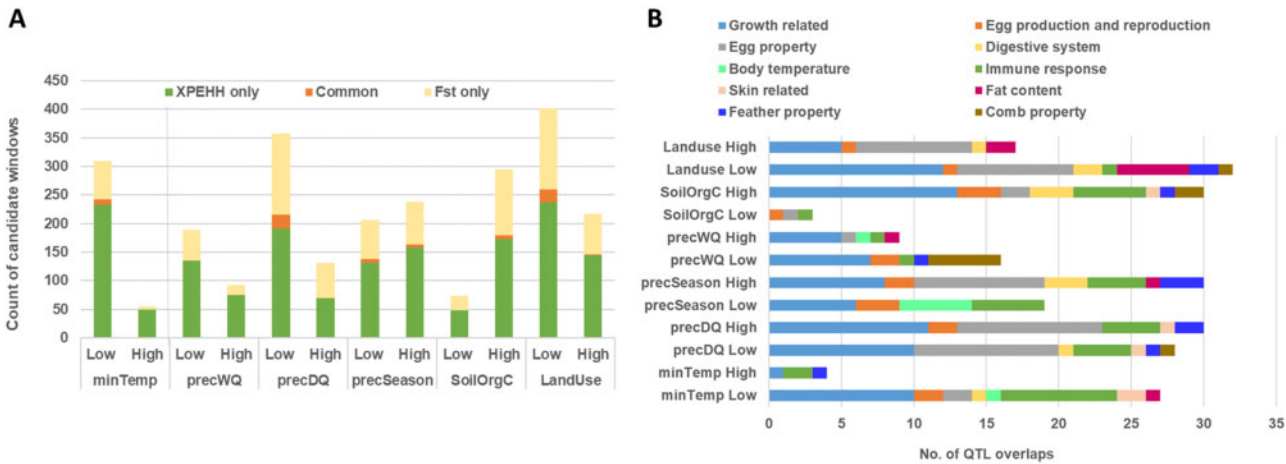 A
XPEHH only Common Fst only
Count of candidate windows
450
400
350
300
250
200
150
100
50
0
Low High Low High Low High Low High Low High Low High
minTemp precWQ precDQ precSeason SoilOrgC LandUse
B
Growth related Egg production and reproduction
Egg property Digestive system
Body temperature Immune response
Skin related Fat content
Feather property Comb property
Landuse High
Landuse Low
SoilOrgC High
SoilOrgC Low
precWQ High
precWQ Low
precSeason High
precSeason Low
precDQ High
precDQ Low
minTemp High
minTemp Low
0 5 10 15 20 25 30 35
No. of QTL overlaps